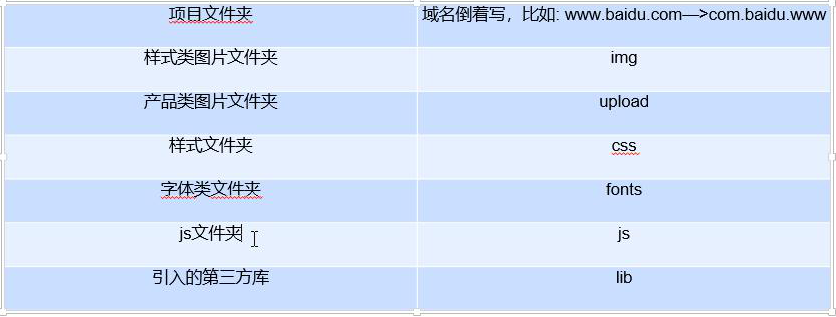 项目文件夹 域名倒着写，比如: www.baidu.com—>com.baidu.www
样式类图片文件夹 img
产品类图片文件夹 upload
样式文件夹 css
字体类文件夹 fonts
js文件夹 js
引入的第三方库 lib